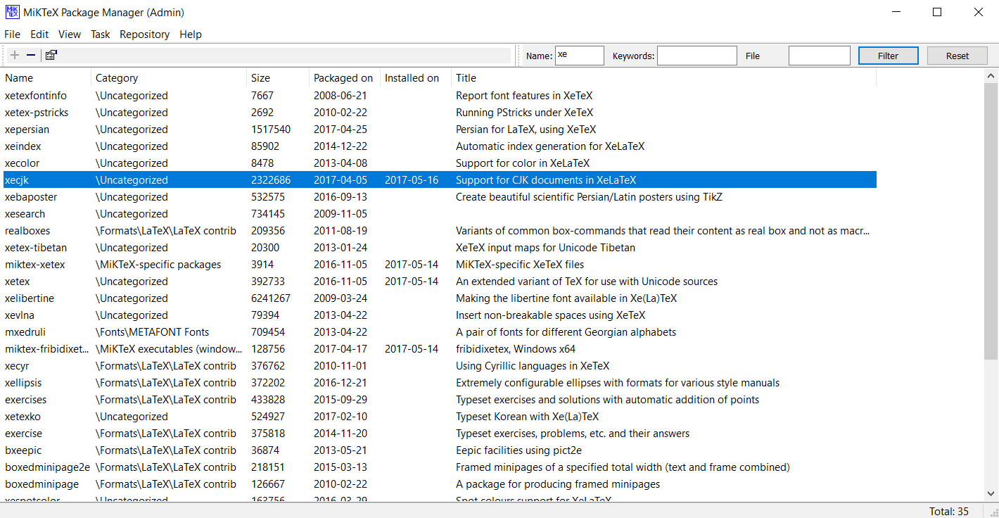 MiKTeX Package Manager (Admin)
File Edit View Task Repository Help
Name: xe Keywords: File Filter Reset
Name Category Size Packaged on Installed on Title
xetexfontinfo \Uncategorized 7667 2008-06-21 Report font features in XeTeX
xetex-pstricks \Uncategorized 2692 2010-02-22 Running PStricks under XeTeX
xepersian \Uncategorized 1517540 2017-04-25 Persian for LaTeX, using XeTeX
xeindex \Uncategorized 85902 2014-12-22 Automatic index generation for XeLaTeX
xecolor \Uncategorized 8478 2013-04-08 Support for color in XeLaTeX
xecjk \Uncategorized 2322686 2017-04-05 2017-05-16 Support for CJK documents in XeLaTeX
xebaposter \Uncategorized 532575 2016-09-13 Create beautiful scientific Persian/Latin posters using TikZ
xesearch \Uncategorized 734145 2009-11-05
realboxes \Formats\LaTeX\LaTeX contrib 209356 2011-08-19 Variants of common box-commands that read their content as real box and not as macr...
xetex-tibetan \Uncategorized 20300 2013-01-24 XeTeX input maps for Unicode Tibetan
miktex-xetex \MiKTeX-specific packages 3914 2016-11-05 2017-05-14 MiKTeX-specific XeTeX files
xetex \Uncategorized 392733 2016-11-05 2017-05-14 An extended variant of TeX for use with Unicode sources
xelibertine \Uncategorized 6241267 2009-03-24 Making the libertine font available in Xe(La)TeX
xevlna \Uncategorized 79394 2013-04-22 Insert non-breakable spaces using XeTeX
mxedruli \Fonts\METAFONT Fonts 709454 2013-04-22 A pair of fonts for different Georgian alphabets
miktex-fribidixet... \MiKTeX executables (window... 128756 2017-04-17 2017-05-14 fribidixetex, Windows x64
xecyr \Formats\LaTeX\LaTeX contrib 376762 2010-11-01 Using Cyrillic languages in XeTeX
xellipsis \Formats\LaTeX\LaTeX contrib 372202 2016-12-21 Extremely configurable ellipses with formats for various style manuals
exercises \Formats\LaTeX\LaTeX contrib 433828 2015-09-29 Typeset exercises and solutions with automatic addition of points
xetexko \Uncategorized 524927 2017-02-10 Typeset Korean with Xe(La)TeX
exercise \Formats\LaTeX\LaTeX contrib 375818 2014-11-20 Typeset exercises, problems, etc. and their answers
bxeepic \Formats\LaTeX\LaTeX contrib 36874 2013-05-21 Eepic facilities using pict2e
boxedminipage2e \Formats\LaTeX\LaTeX contrib 218151 2015-03-13 Framed minipages of a specified total width (text and frame combined)
boxedminipage \Formats\LaTeX\LaTeX contrib 126667 2010-02-22 A package for producing framed minipages
xespotcolor \Uncategorized 163756 2016-03-29 Spot colours support for XeLaTeX
Total: 35